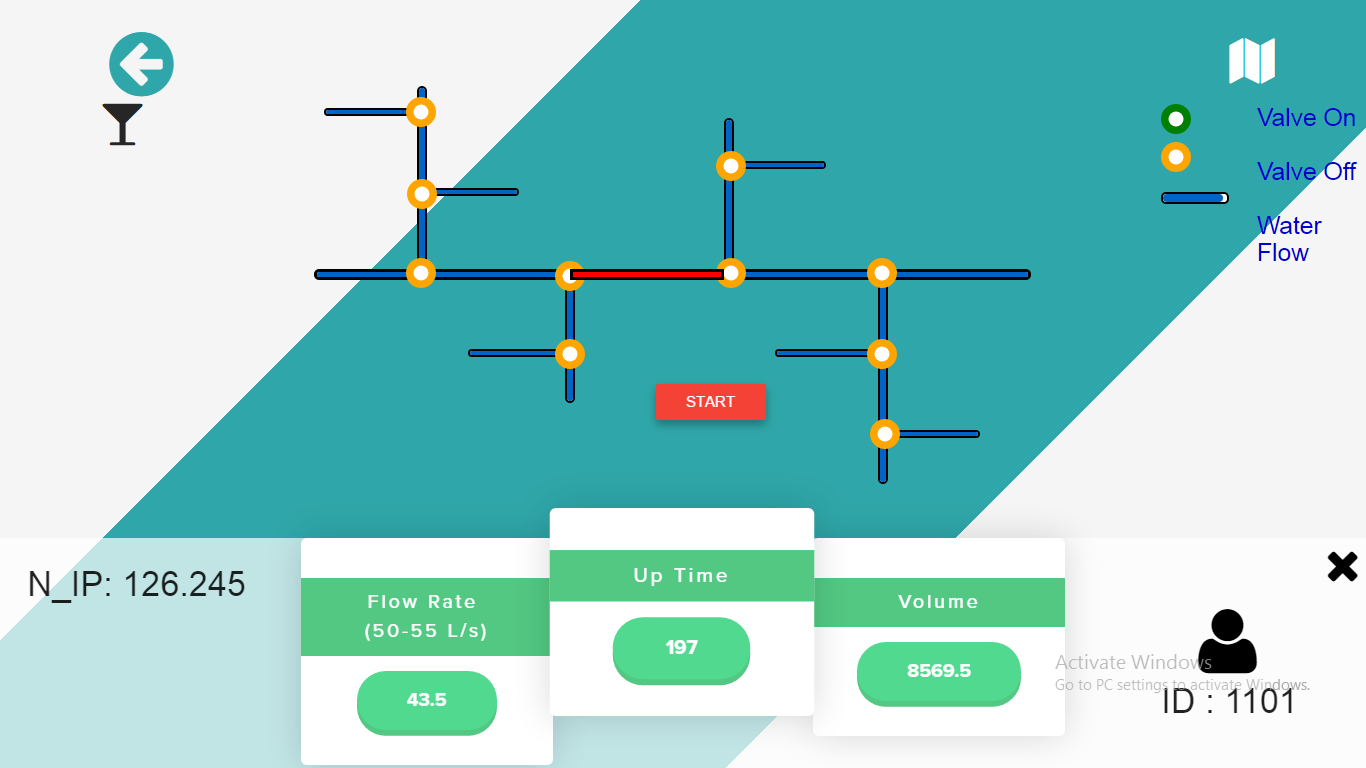 Valve On
Valve Off
Water
Flow
START
N_IP: 126.245
Flow Rate
(50-55 L/s)
43.5
Up Time
197
Volume
8569.5
Activate Windows
Go to PC settings to activate Windows.
ID : 1101